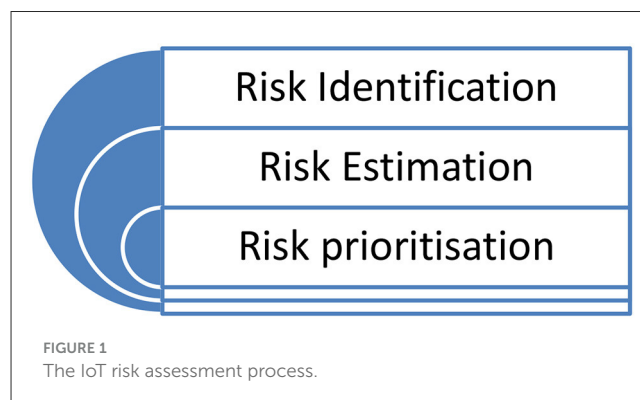 Risk Identification
Risk Estimation
Risk prioritisation
FIGURE 1
The IoT risk assessment process.